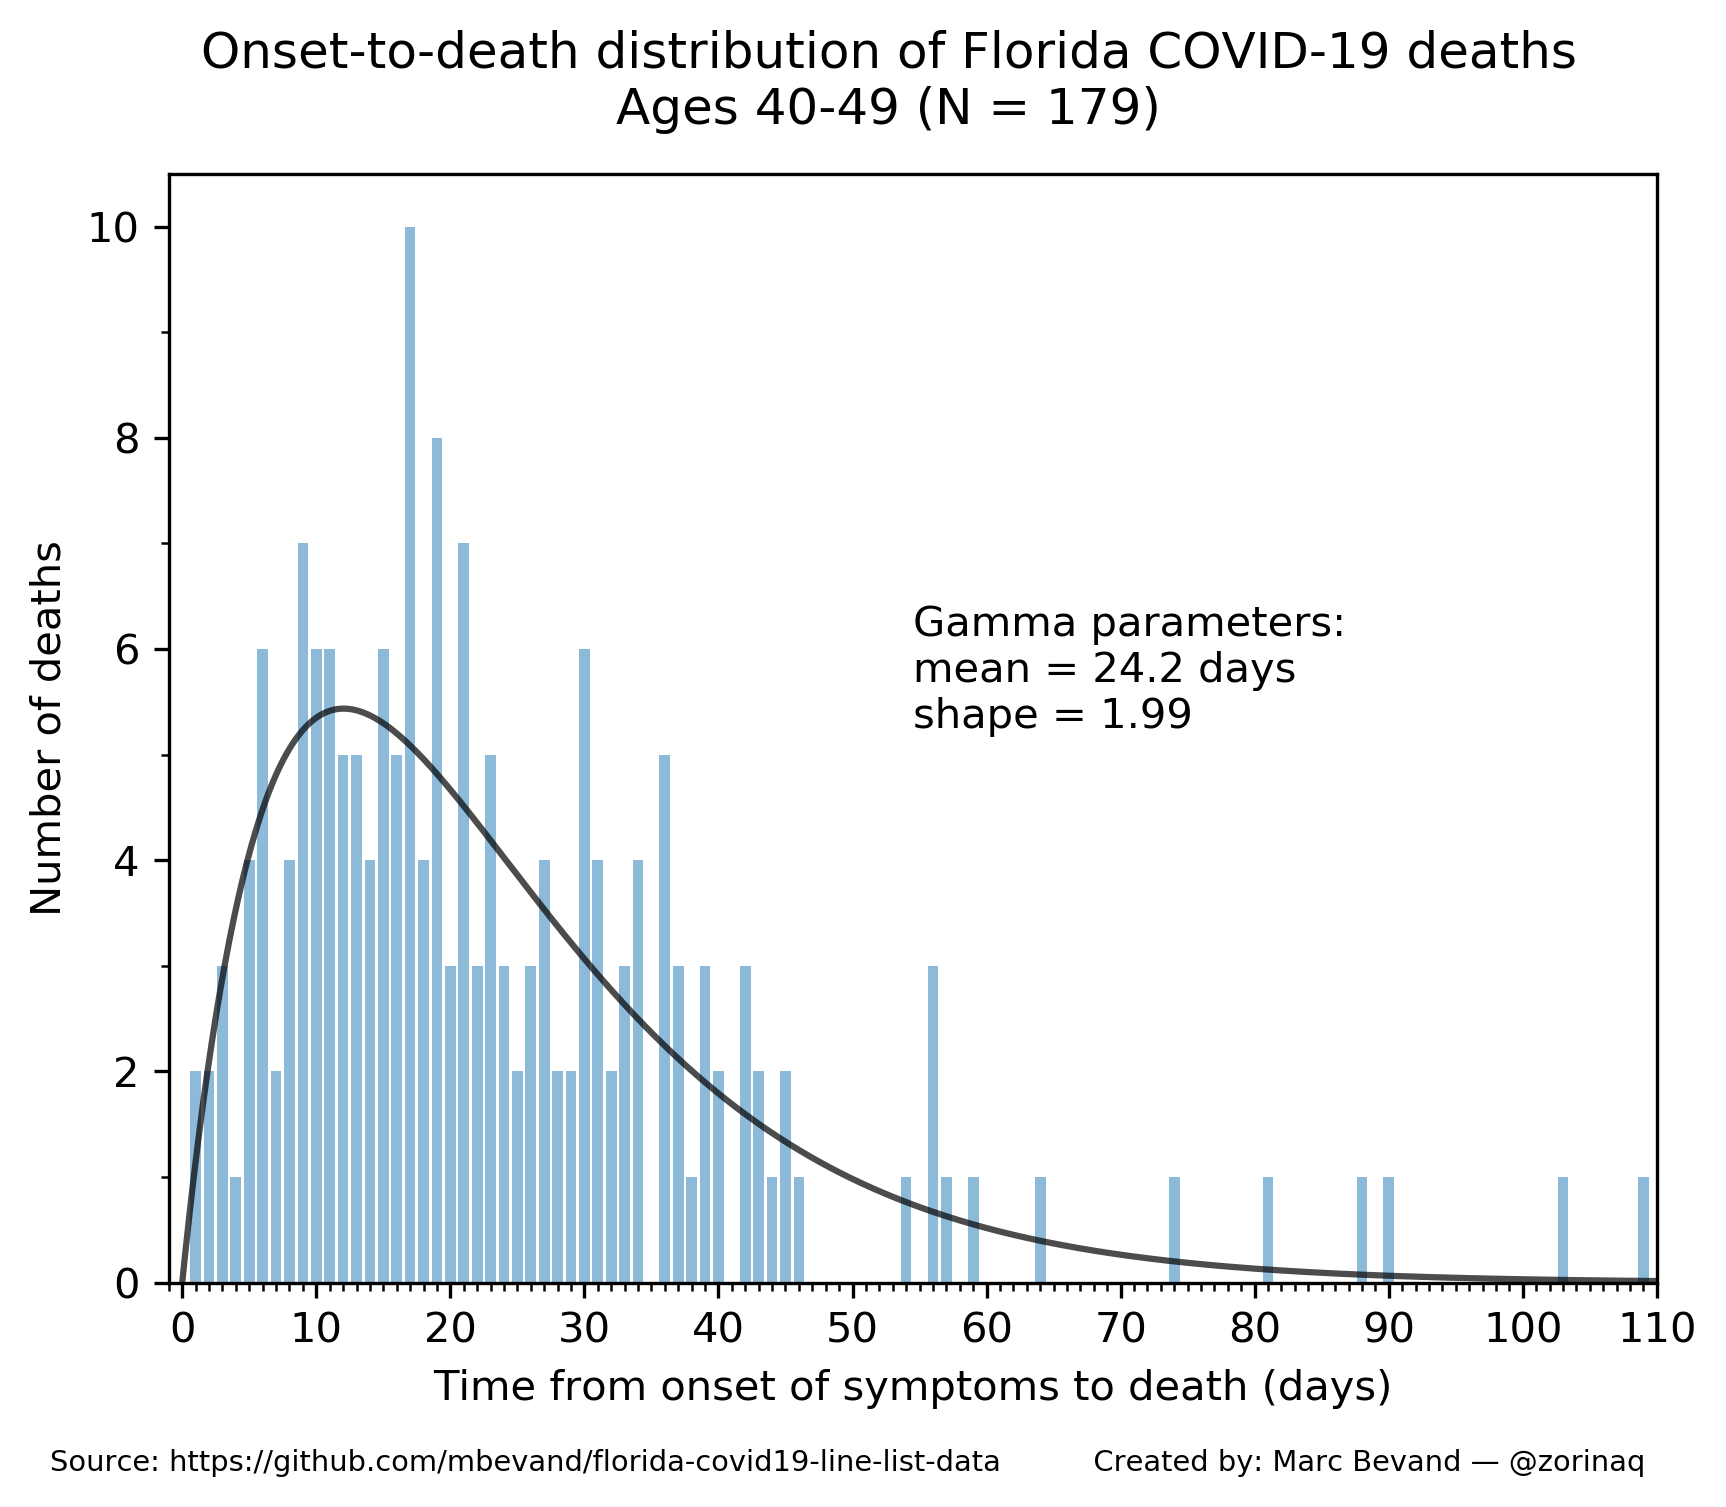 Onset-to-death distribution of Florida COVID-19 deaths
Ages 40-49 (N = 179)
10
8
6
4
2
0
Number of deaths
Gamma parameters:
mean = 24.2 days
shape = 1.99
0 10 20 30 40 50 60 70 80 90 100 110
Time from onset of symptoms to death (days)
Source: https://github.com/mbevand/florida-covid19-line-list-data Created by: Marc Bevand — @zorinaq